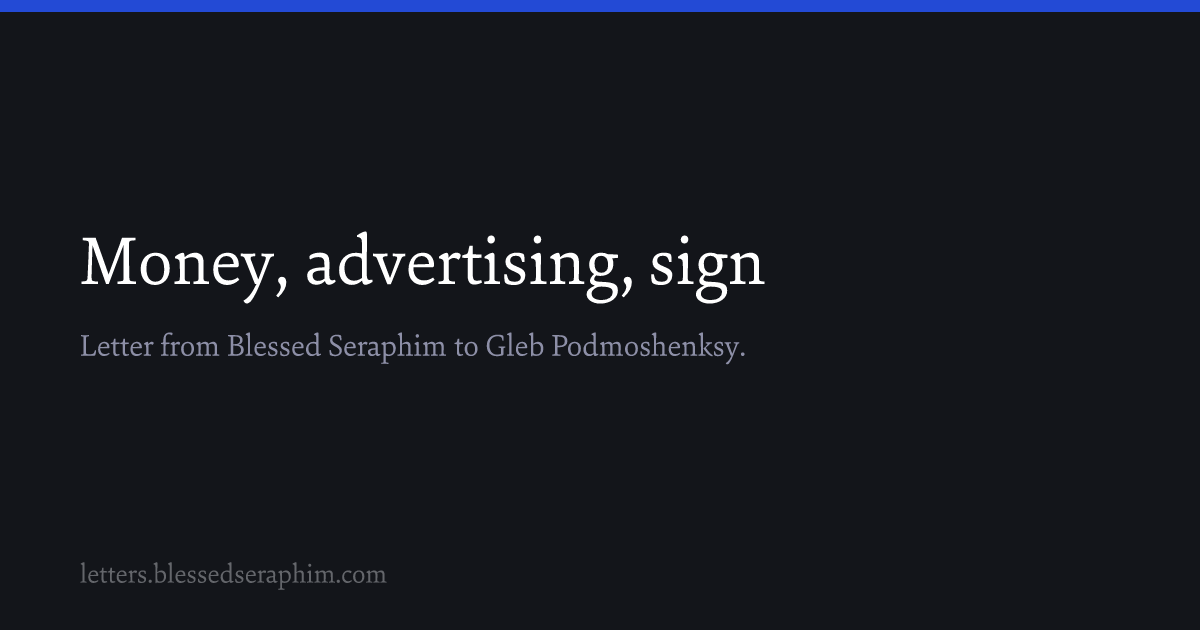 Money, advertising, sign
Letter from Blessed Seraphim to Gleb Podmoshenksy.
letters.blessedseraphim.com